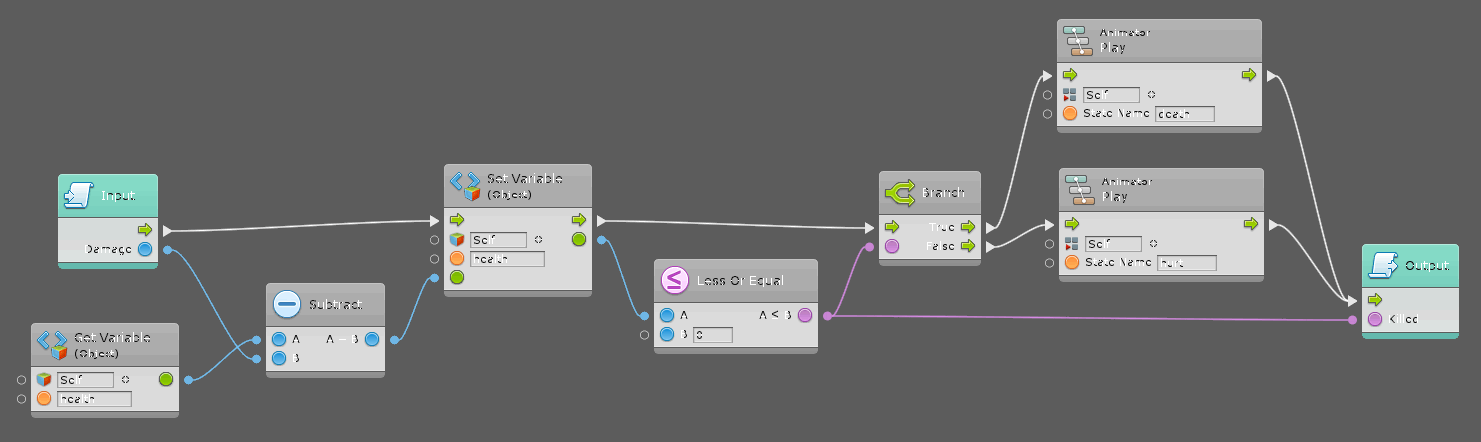 Input
Damage
Get Variable
(Object)
Self
health
Subtract
A
A − B
B
Set Variable
(Object)
Self
health
Less Or Equal
A
A < B
B
0
Branch
True
False
Animator
Play
Self
State Name
death
Animator
Play
Self
State Name
hurt
Output
Killed